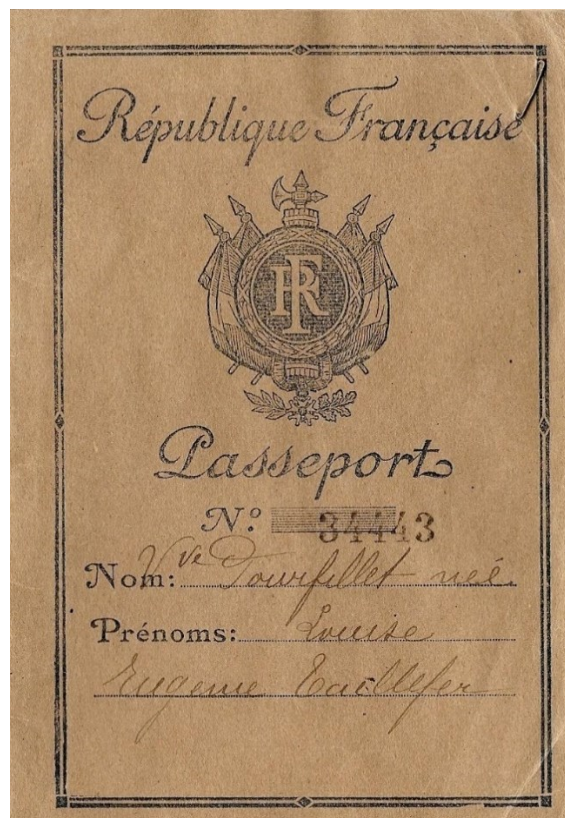 République Française
RF
Passeport
N.º 34443
Nom: Vve Tourfillet née
Prénoms: Louise
Eugenie Taillefer